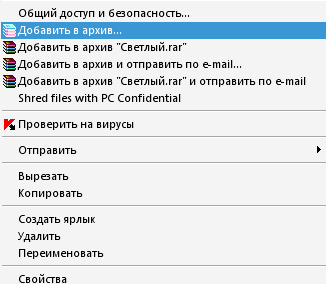 Общий доступ и безопасность...
Добавить в архив...
Добавить в архив "Светлый.rar"
Добавить в архив и отправить по e-mail...
Добавить в архив "Светлый.rar" и отправить по e-mail
Shred files with PC Confidential
Проверить на вирусы
Отправить
Вырезать
Копировать
Создать ярлык
Удалить
Переименовать
Свойства